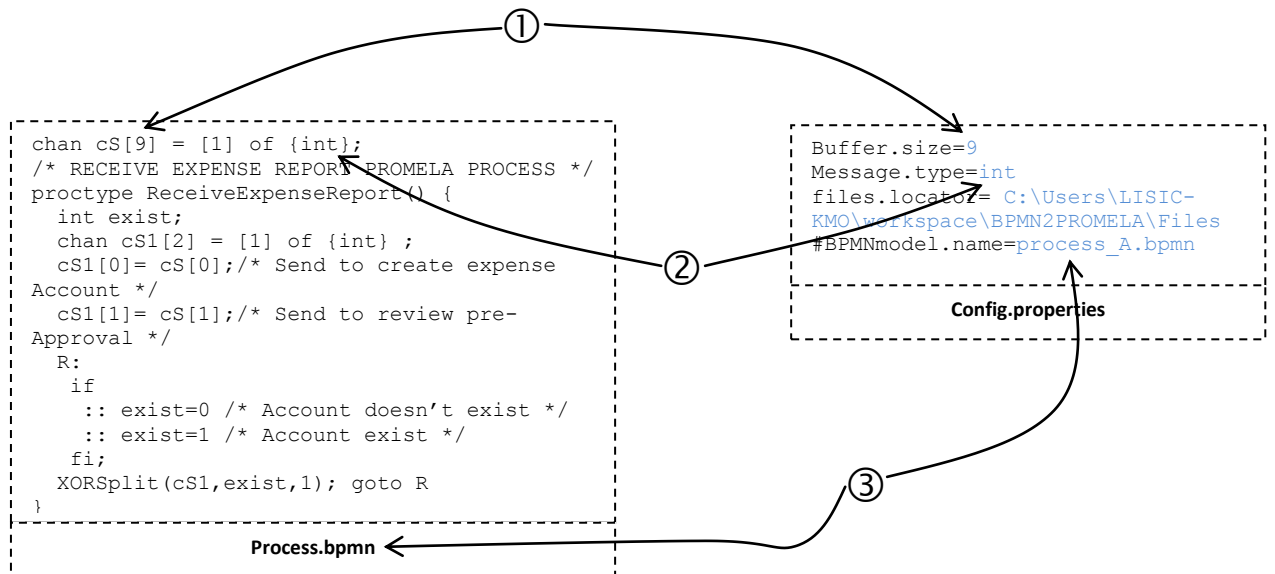 ①
chan cS[9] = [1] of {int};
/* RECEIVE EXPENSE REPORT PROMELA PROCESS */
proctype ReceiveExpenseReport() {
int exist;
chan cS1[2] = [1] of {int} ;
cS1[0]= cS[0];/* Send to create expense
Account */
cS1[1]= cS[1];/* Send to review pre-
Approval */
R:
if
:: exist=0 /* Account doesn't exist */
:: exist=1 /* Account exist */
fi;
XORSplit(cS1,exist,1); goto R
}
Process.bpmn
②
Buffer.size=9
Message.type=int
files.locator= C:\Users\LISIC-
KMO\workspace\BPMN2PROMELA\Files
#BPMNmodel.name=process_A.bpmn
Config.properties
③